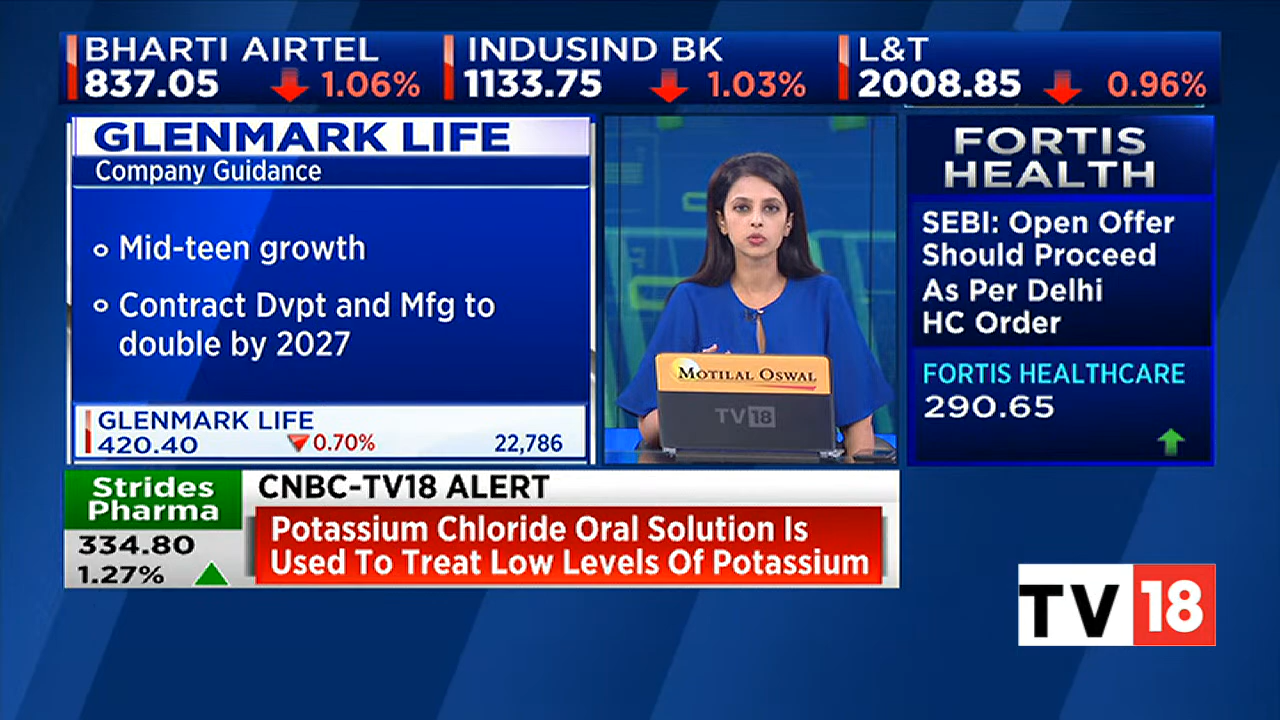 BHARTI AIRTEL
837.05 1.06%
INDUSIND BK
1133.75 1.03%
L&T
2008.85 0.96%
GLENMARK LIFE
Company Guidance
Mid-teen growth
Contract Dvpt and Mfg to
double by 2027
GLENMARK LIFE
420.40 0.70% 22,786
MOTILAL OSWAL
TV18
FORTIS
HEALTH
SEBI: Open Offer
Should Proceed
As Per Delhi
HC Order
FORTIS HEALTHCARE
290.65
Strides
Pharma
334.80
1.27%
CNBC-TV18 ALERT
Potassium Chloride Oral Solution Is
Used To Treat Low Levels Of Potassium
TV18